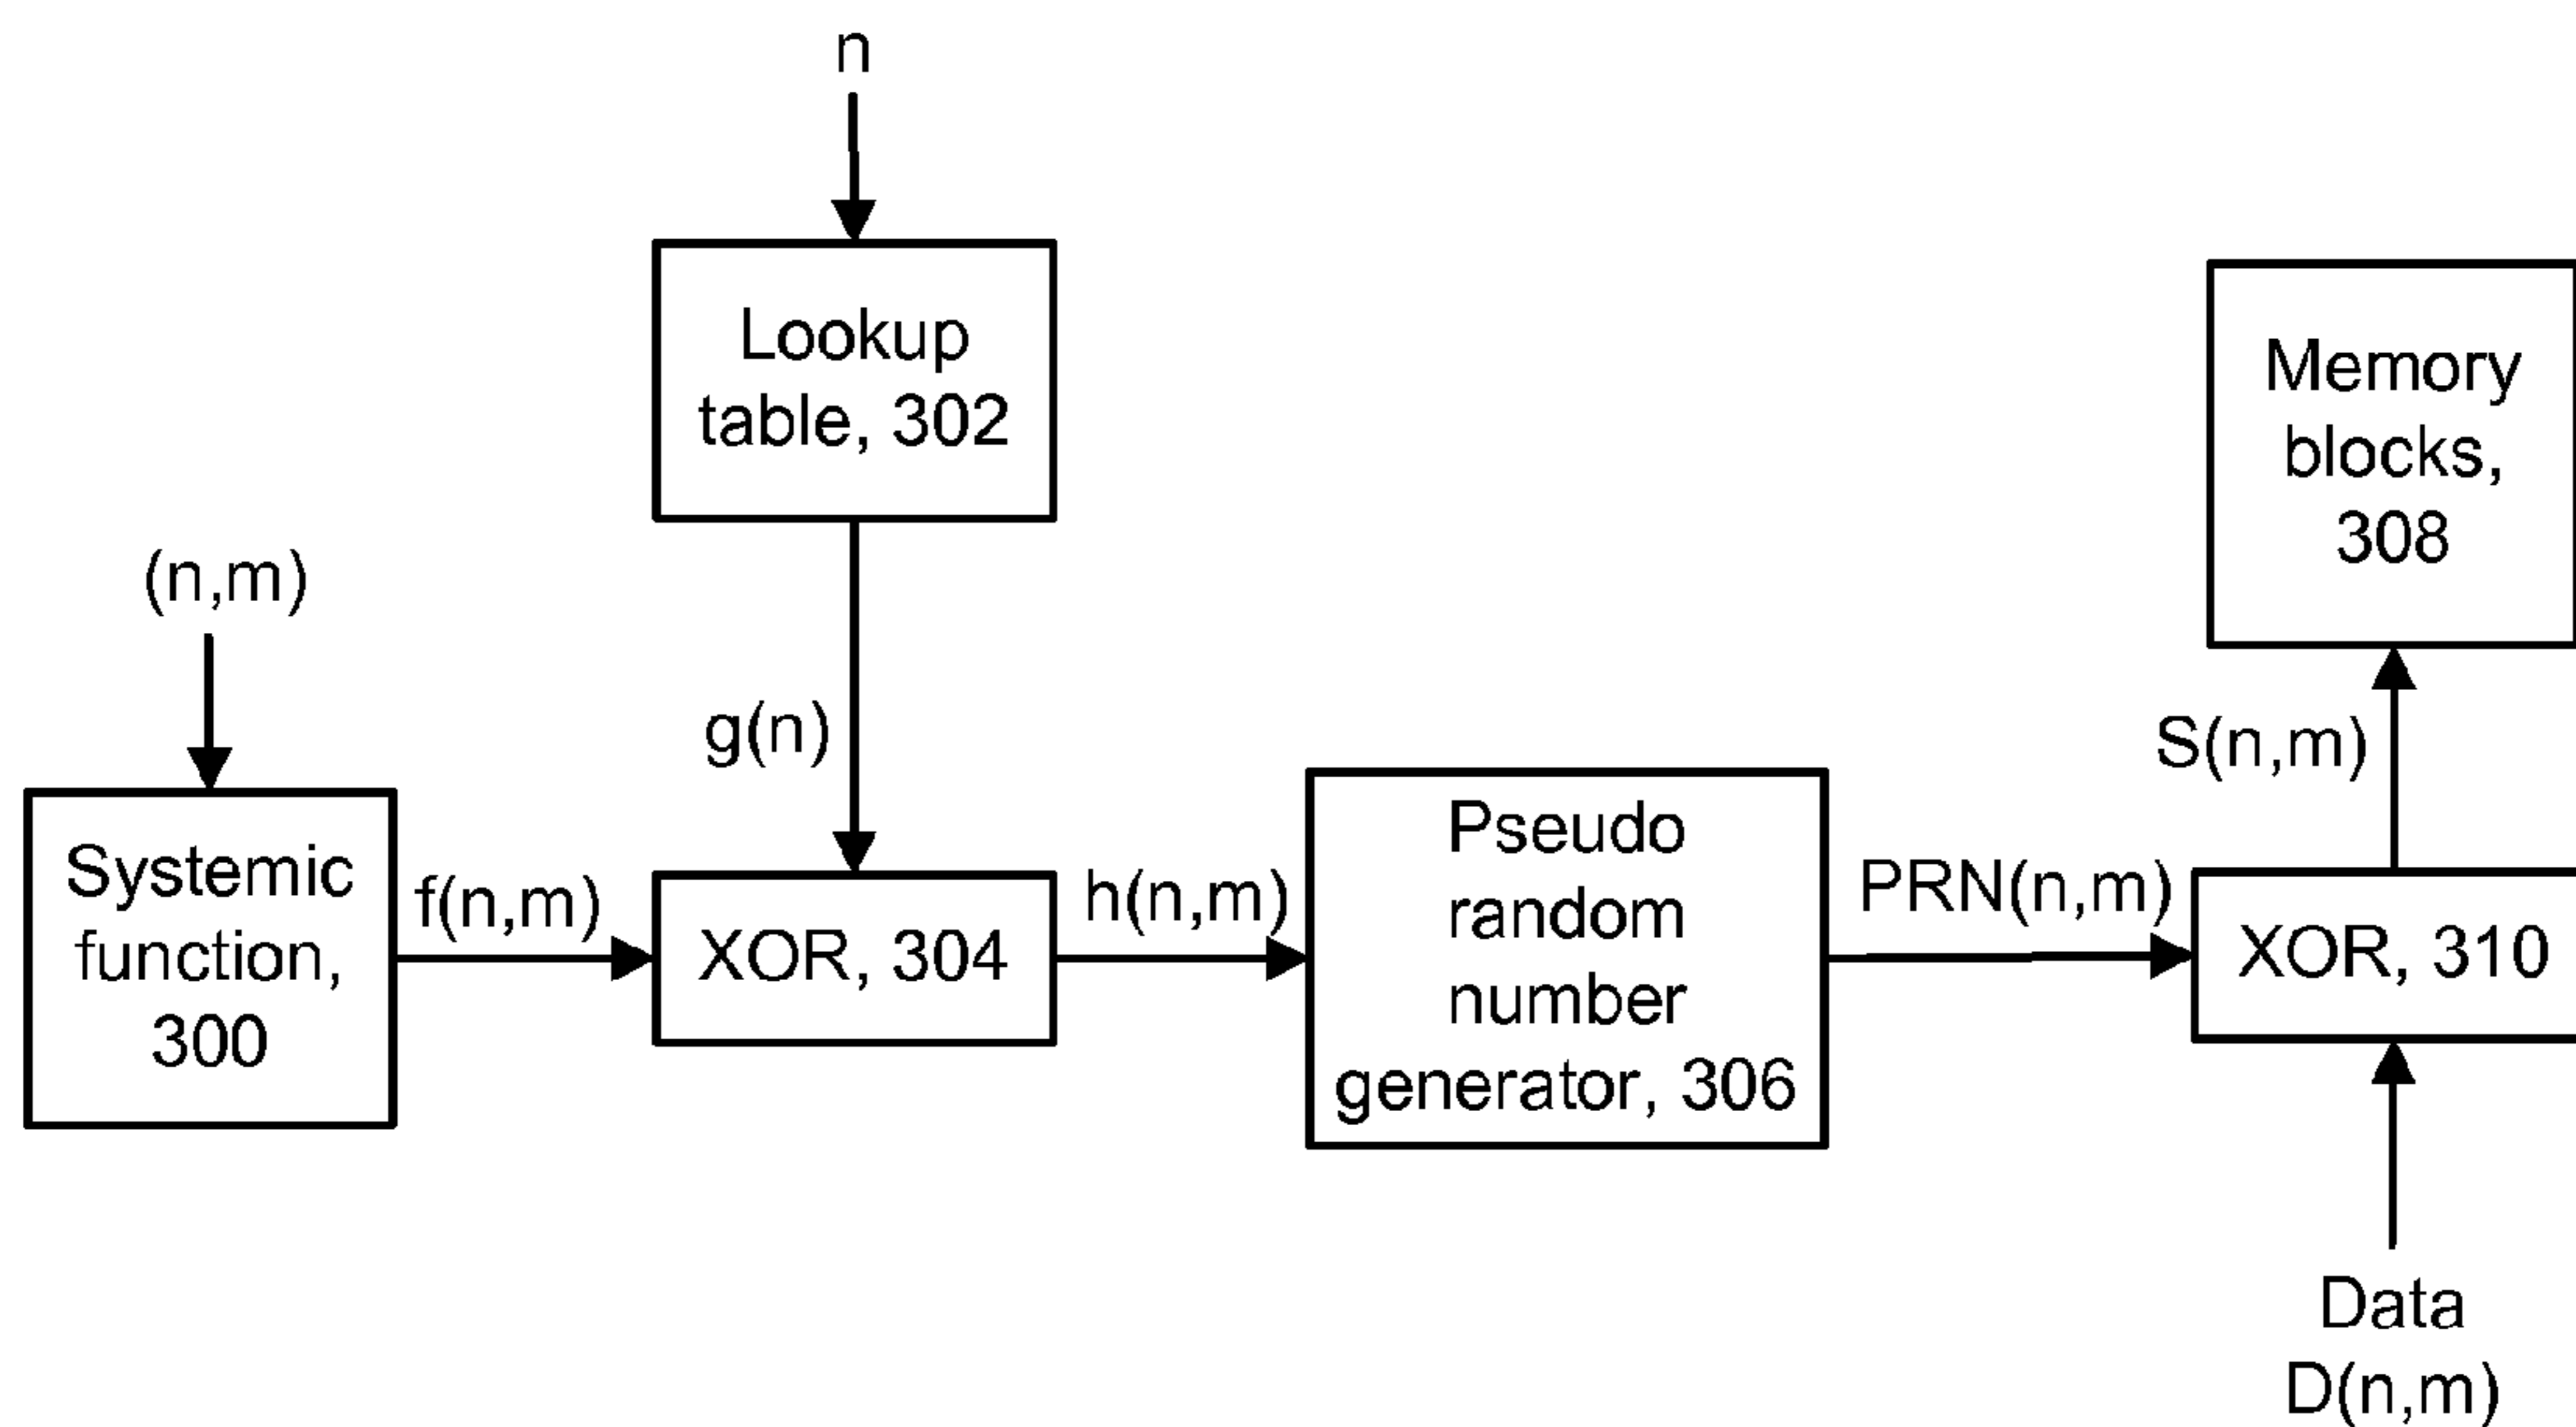 n
Lookup
table, 302
Memory
blocks,
308
(n,m)
g(n)
S(n,m)
Systemic
function,
300
f(n,m)
XOR, 304
h(n,m)
Pseudo
random
number
generator, 306
PRN(n,m)
XOR, 310
Data
D(n,m)